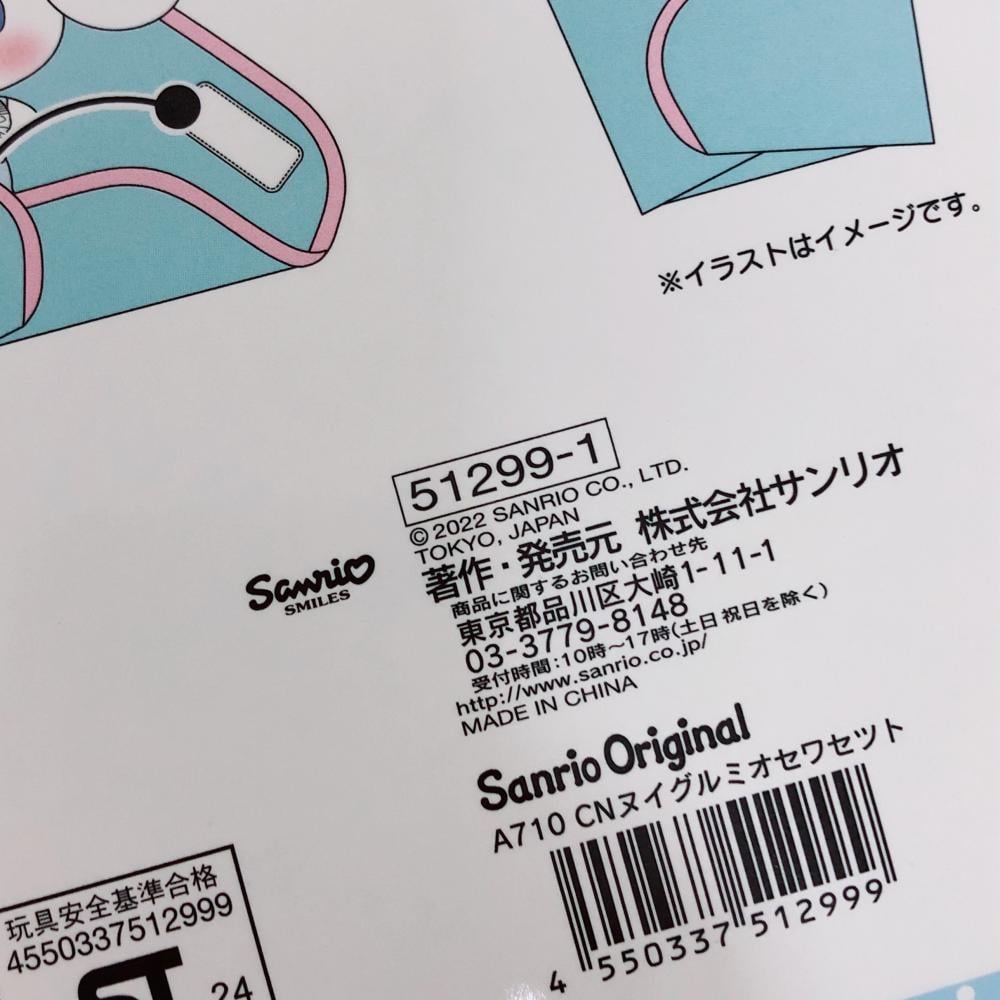 ※イラストはイメージです。
51299-1
© 2022 SANRIO CO., LTD.
TOKYO, JAPAN
著作・発売元 株式会社サンリオ
商品に関するお問い合わせ先
東京都品川区大崎1-11-1
03-3779-8148
受付時間:10時〜17時(土日祝日を除く)
http://www.sanrio.co.jp/
MADE IN CHINA
Sanrio
SMILES
Sanrio Original
A710 CNヌイグルミオセワセツト
4 550337 512999
玩具安全基準合格
4550337512999
ST
24